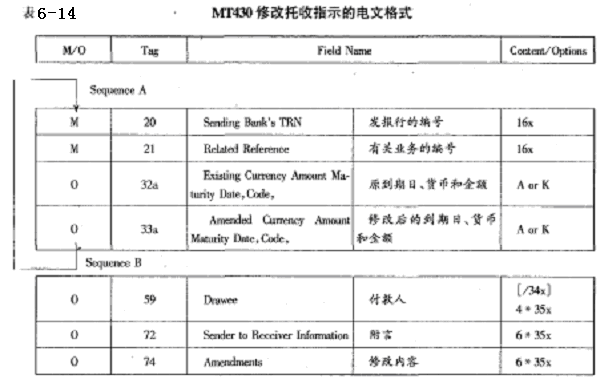 表6-14 MT430 修改托收指示的电文格式
M/O Tag Field Name Content/Options
Sequence A
M 20 Sending Bank's TRN 发报行的编号 16x
M 21 Related Reference 有关业务的编号 16x
O 32a Existing Currency Amount Ma-
turity Date, Code, 原到期日、货币和金额 A or K
O 33a Amended Currency Amount
Maturity Date, Code, 修改后的到期日、货币
和金额 A or K
Sequence B
O 59 Drawee 付款人 [/34x]
4*35x
O 72 Sender to Receiver Information 附言 6*35x
O 74 Amendments 修改内容 6*35x